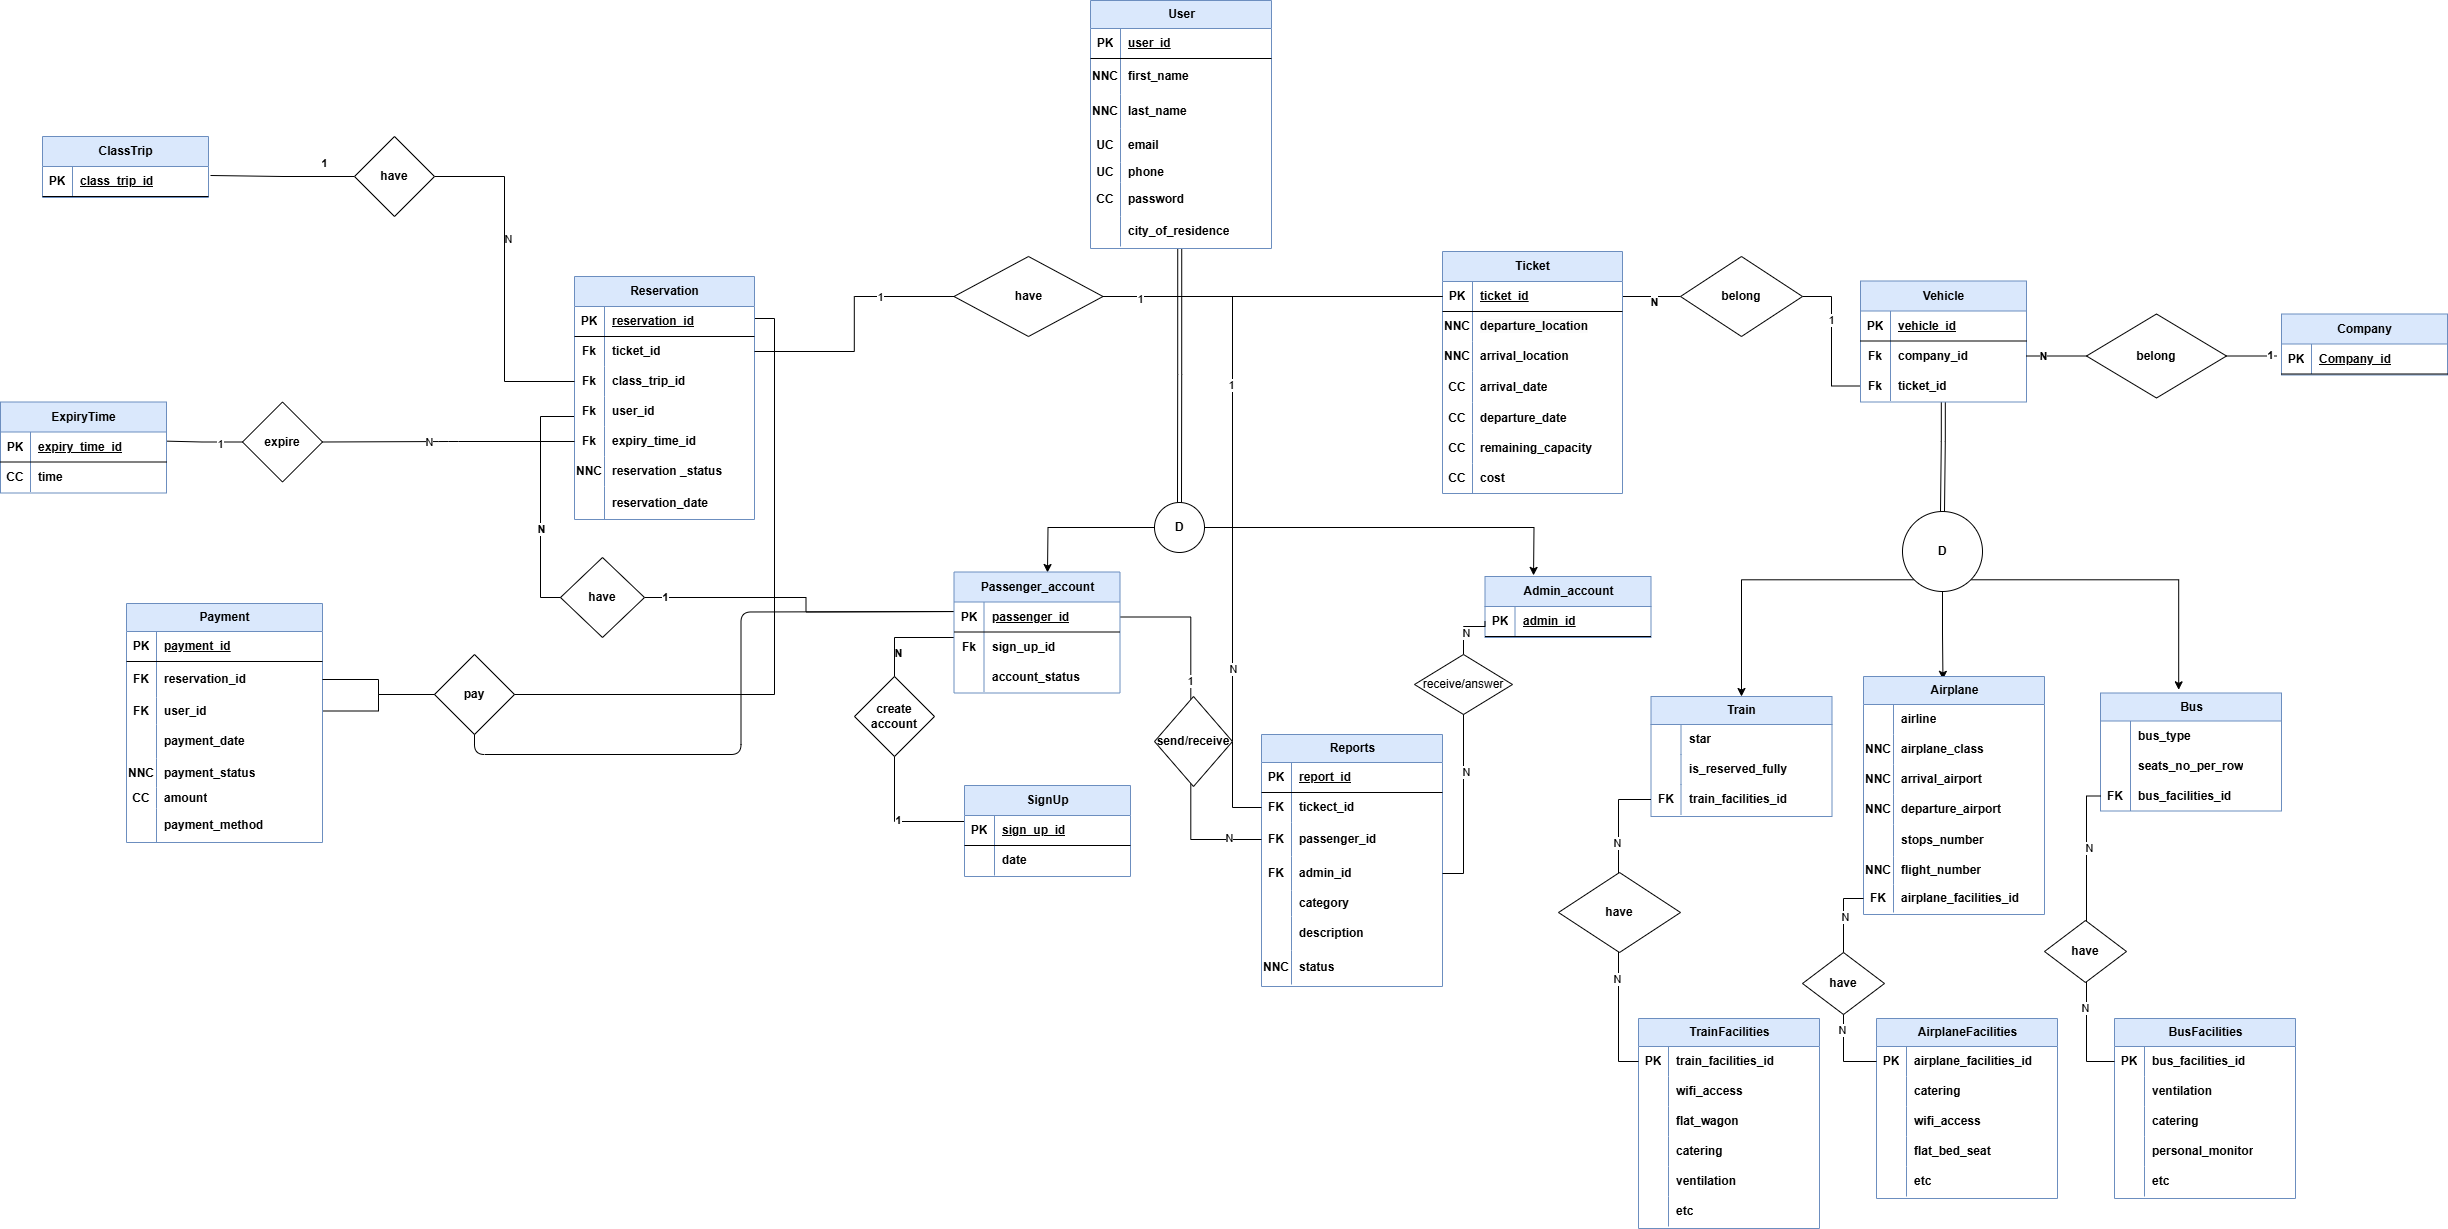 User
PK user_id
NNC first_name
NNC last_name
UC email
UC phone
CC password
city_of_residence
ClassTrip
PK class_trip_id
1
have
N
Reservation
PK reservation_id
Fk ticket_id
Fk class_trip_id
Fk user_id
Fk expiry_time_id
NNC reservation _status
reservation_date
1
have
1
Ticket
PK ticket_id
NNC departure_location
NNC arrival_location
CC arrival_date
CC departure_date
CC remaining_capacity
CC cost
N
belong
1
Vehicle
PK vehicle_id
Fk company_id
Fk ticket_id
N
belong
1
Company
PK Company_id
ExpiryTime
PK expiry_time_id
CC time
1
expire
N
N
have
1
D
D
1
N
Passenger_account
PK passenger_id
Fk sign_up_id
account_status
Admin_account
PK admin_id
N
receive/answer
N
Payment
PK payment_id
FK reservation_id
FK user_id
payment_date
NNC payment_status
CC amount
payment_method
pay
N
create
account
1
SignUp
PK sign_up_id
date
1
send/receive
N
Reports
PK report_id
FK tickect_id
FK passenger_id
FK admin_id
category
description
NNC status
Train
star
is_reserved_fully
FK train_facilities_id
Airplane
airline
NNC airplane_class
NNC arrival_airport
NNC departure_airport
stops_number
NNC flight_number
FK airplane_facilities_id
Bus
bus_type
seats_no_per_row
FK bus_facilities_id
N
have
N
N
have
N
N
have
N
TrainFacilities
PK train_facilities_id
wifi_access
flat_wagon
catering
ventilation
etc
AirplaneFacilities
PK airplane_facilities_id
catering
wifi_access
flat_bed_seat
etc
BusFacilities
PK bus_facilities_id
ventilation
catering
personal_monitor
etc